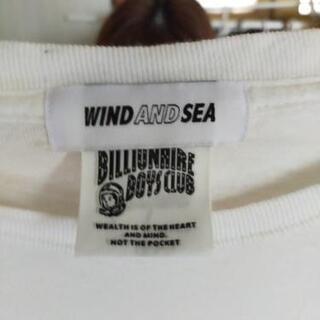 WIND AND SEA
BILLIONAIRE
BOYS CLUB
WEALTH IS OF THE HEART
AND MIND.
NOT THE POCKET